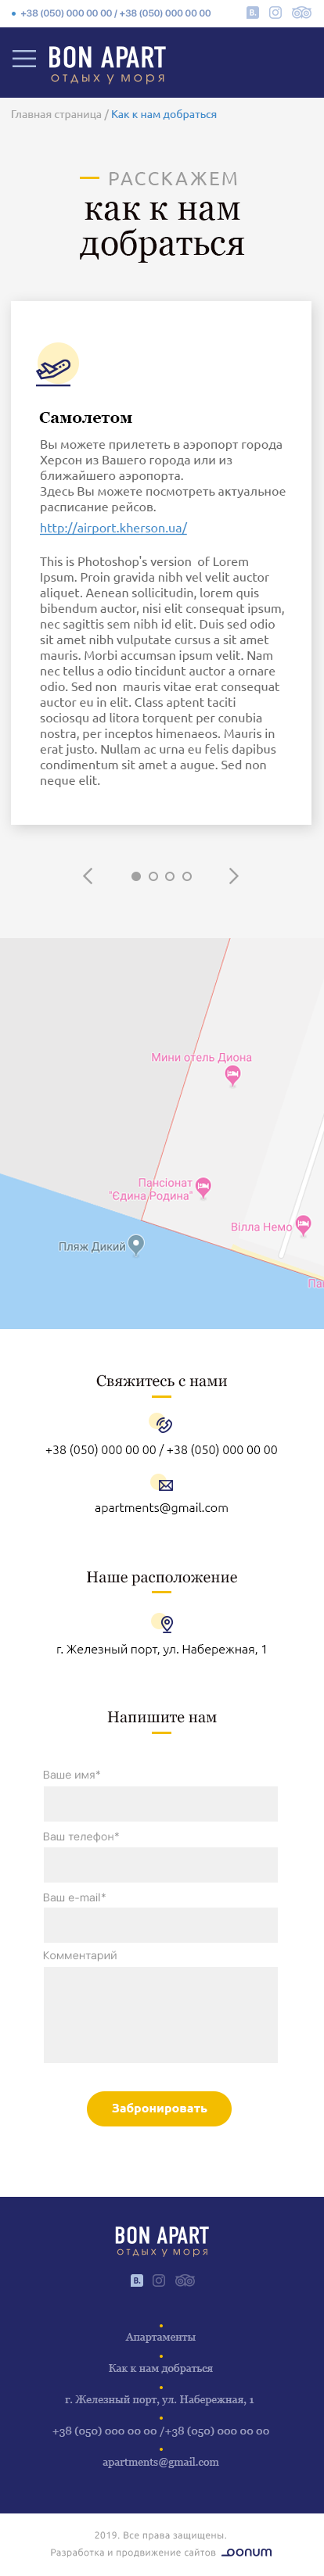 +38 (050) 000 00 00 / +38 (050) 000 00 00
B.
BON APART
отдых у моря
Главная страница / Как к нам добраться
РАССКАЖЕМ
как к нам
добраться
Самолетом
Вы можете прилететь в аэропорт города
Херсон из Вашего города или из
ближайшего аэропорта.
Здесь Вы можете посмотреть актуальное
расписание рейсов.
http://airport.kherson.ua/
This is Photoshop's version  of Lorem
Ipsum. Proin gravida nibh vel velit auctor
aliquet. Aenean sollicitudin, lorem quis
bibendum auctor, nisi elit consequat ipsum,
nec sagittis sem nibh id elit. Duis sed odio
sit amet nibh vulputate cursus a sit amet
mauris. Morbi accumsan ipsum velit. Nam
nec tellus a odio tincidunt auctor a ornare
odio. Sed non  mauris vitae erat consequat
auctor eu in elit. Class aptent taciti
sociosqu ad litora torquent per conubia
nostra, per inceptos himenaeos. Mauris in
erat justo. Nullam ac urna eu felis dapibus
condimentum sit amet a augue. Sed non
neque elit.
Мини отель Диона
Пансіонат
"Єдина Родина"
Вілла Немо
Пляж Дикий
Па
Свяжитесь с нами
+38 (050) 000 00 00 / +38 (050) 000 00 00
apartments@gmail.com
Наше расположение
г. Железный порт, ул. Набережная, 1
Напишите нам
Ваше имя*
Ваш телефон*
Ваш e-mail*
Комментарий
Забронировать
BON APART
отдых у моря
B.
Апартаменты
Как к нам добраться
г. Железный порт, ул. Набережная, 1
+38 (050) 000 00 00 /+38 (050) 000 00 00
apartments@gmail.com
2019. Все права защищены.
Разработка и продвижение сайтов